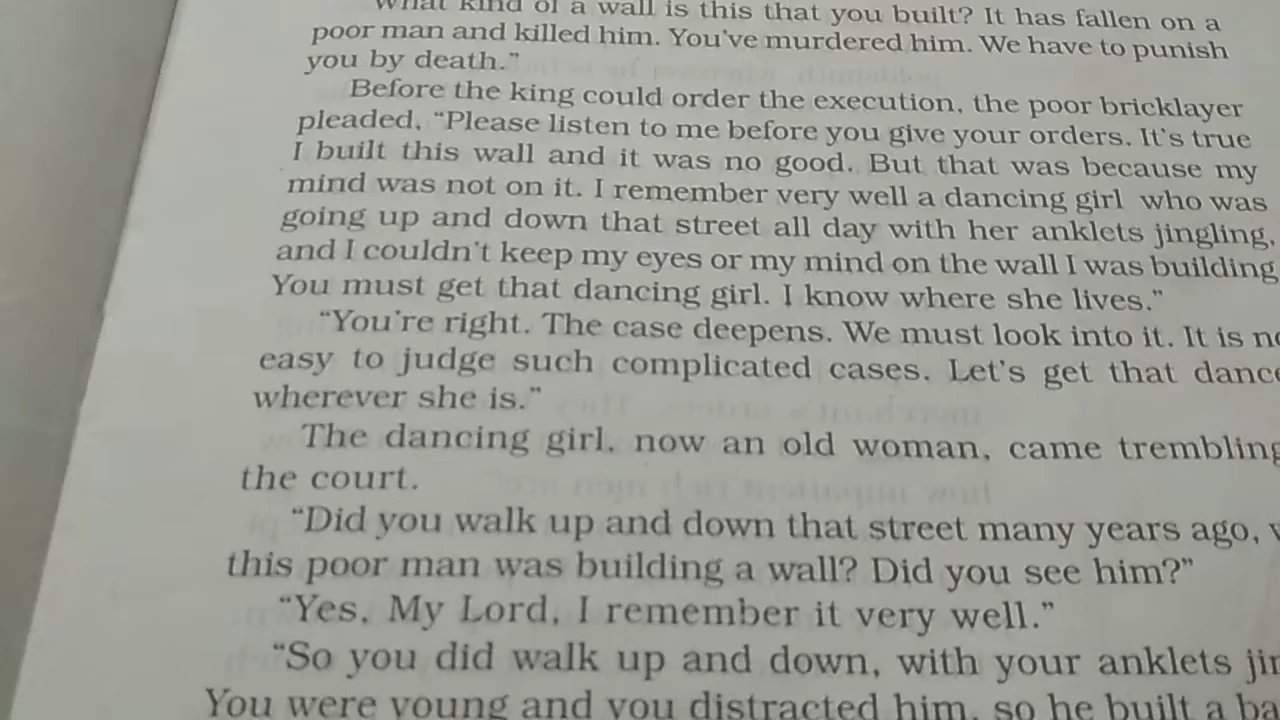 What kind of a wall is this that you built? It has fallen on a
poor man and killed him. You've murdered him. We have to punish
you by death."
Before the king could order the execution, the poor bricklayer
pleaded, "Please listen to me before you give your orders. It's true
I built this wall and it was no good. But that was because my
mind was not on it. I remember very well a dancing girl who was
going up and down that street all day with her anklets jingling,
and I couldn't keep my eyes or my mind on the wall I was building
You must get that dancing girl. I know where she lives."
"You're right. The case deepens. We must look into it. It is
easy to judge such complicated cases. Let's get that
wherever she is."
The dancing girl, now an old woman, came trembling
the court.
"Did you walk up and down that street many years ago,
this poor man was building a wall? Did you see him?"
"Yes, My Lord, I remember it very well."
"So you did walk up and down, with your anklets
You were young and you distracted him, so he built a